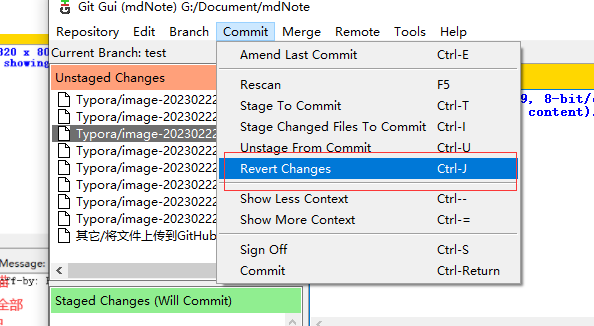 Git Gui (mdNote) G:/Document/mdNote
Repository Edit Branch Commit Merge Remote Tools Help
Current Branch: test
320 x 80
showing
Unstaged Changes
Typora/image-20230222
Typora/image-20230222
Typora/image-20230222
Typora/image-20230222
Typora/image-20230222
Typora/image-20230222
Typora/image-20230222
Typora/image-20230222
其它/将文件上传到GitHub
Amend Last Commit Ctrl-E
Rescan F5
Stage To Commit Ctrl-T
Stage Changed Files To Commit Ctrl-I
Unstage From Commit Ctrl-U
Revert Changes Ctrl-J
Show Less Context Ctrl--
Show More Context Ctrl-=
Sign Off Ctrl-S
Commit Ctrl-Return
9, 8-bit/
content).
Message:
ff-by:
全部
Staged Changes (Will Commit)